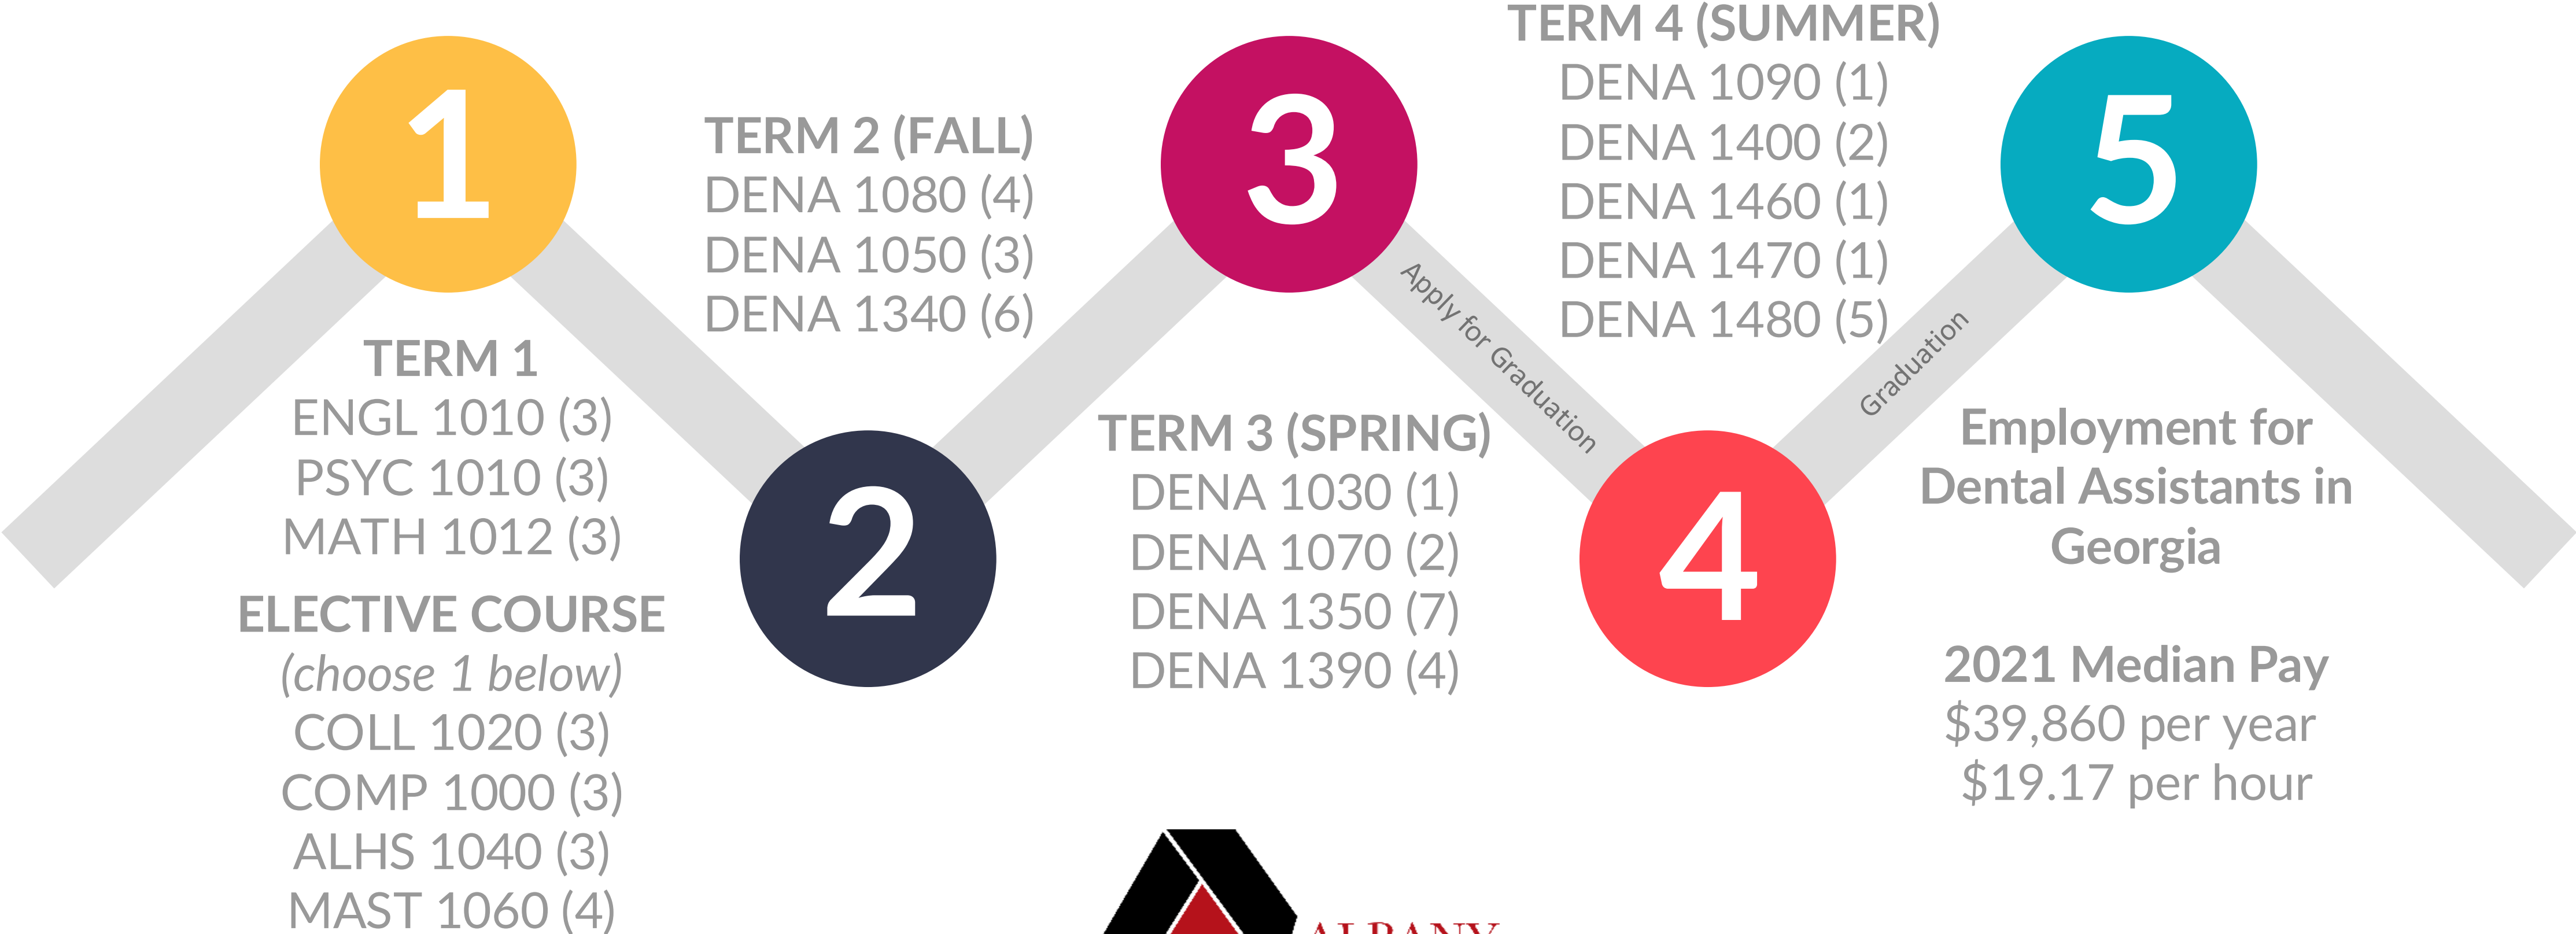 1
TERM 1
ENGL 1010 (3)
PSYC 1010 (3)
MATH 1012 (3)
ELECTIVE COURSE
(choose 1 below)
COLL 1020 (3)
COMP 1000 (3)
ALHS 1040 (3)
MAST 1060 (4)
TERM 2 (FALL)
DENA 1080 (4)
DENA 1050 (3)
DENA 1340 (6)
2
3
TERM 3 (SPRING)
DENA 1030 (1)
DENA 1070 (2)
DENA 1350 (7)
DENA 1390 (4)
Apply for Graduation
TERM 4 (SUMMER)
DENA 1090 (1)
DENA 1400 (2)
DENA 1460 (1)
DENA 1470 (1)
DENA 1480 (5)
4
Graduation
5
Employment for
Dental Assistants in
Georgia
2021 Median Pay
$39,860 per year
$19.17 per hour
ALBANY